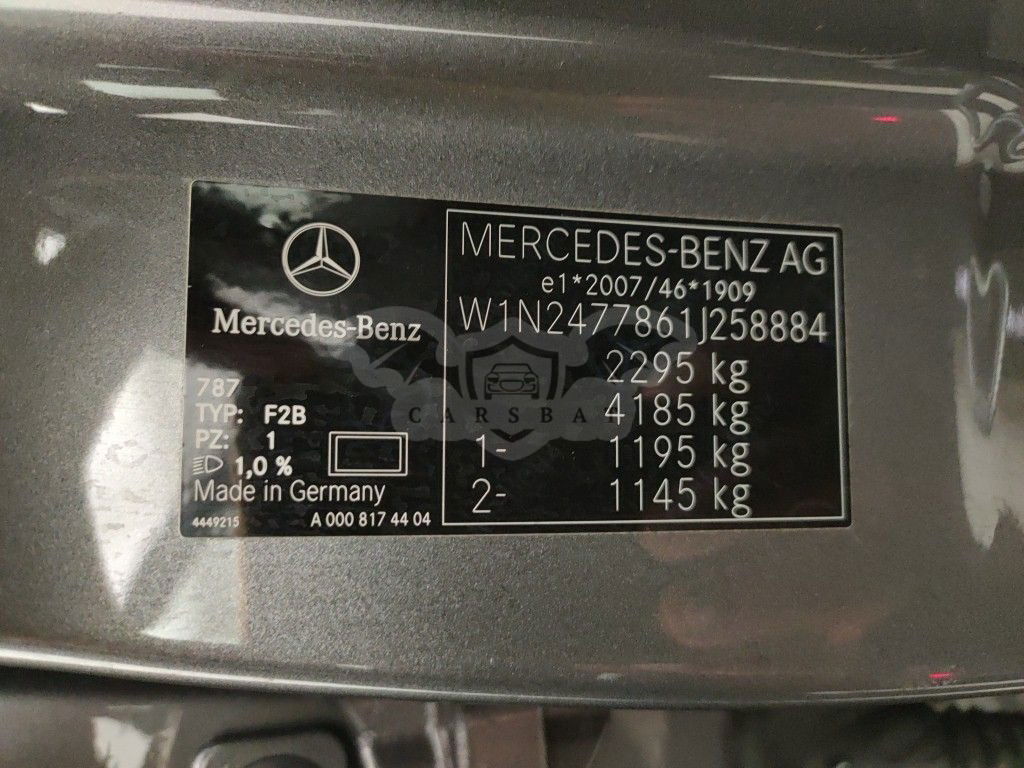 Mercedes-Benz
787
TYP: F2B
PZ: 1
1,0 %
Made in Germany
4449215 A 000 817 44 04
MERCEDES-BENZ AG
e1*2007/46*1909
W1N2477861J258884
2295 kg
4185 kg
1- 1195 kg
2- 1145 kg